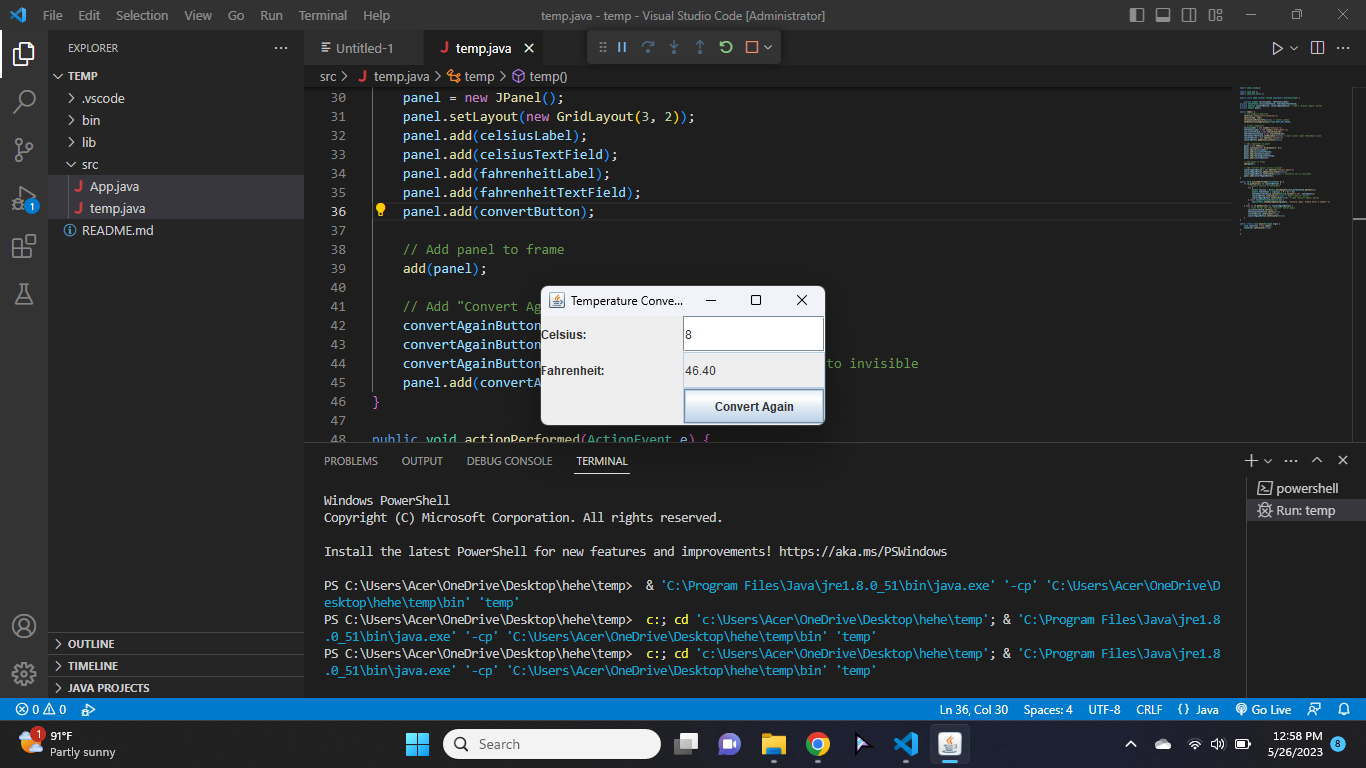 File Edit Selection View Go Run Terminal Help
temp.java - temp - Visual Studio Code [Administrator]
EXPLORER
TEMP
.vscode
bin
lib
src
J App.java
J temp.java
README.md
1
OUTLINE
TIMELINE
JAVA PROJECTS
Untitled-1
J temp.java
src > J temp.java > temp > temp()
30 panel = new JPanel();
31 panel.setLayout(new GridLayout(3, 2));
32 panel.add(celsiusLabel);
33 panel.add(celsiusTextField);
34 panel.add(fahrenheitLabel);
35 panel.add(fahrenheitTextField);
36 panel.add(convertButton);
37
38 // Add panel to frame
39 add(panel);
40
41 // Add "Convert Ag
42 convertAgainButton
43 convertAgainButton
44 convertAgainButton to invisible
45 panel.add(convertA
46 }
47
48 public void actionPerformed(ActionEvent e) {
Temperature Conve...
Celsius: 8
Fahrenheit: 46.40
Convert Again
PROBLEMS OUTPUT DEBUG CONSOLE TERMINAL
powershell
Run: temp
Windows PowerShell
Copyright (C) Microsoft Corporation. All rights reserved.
Install the latest PowerShell for new features and improvements! https://aka.ms/PSWindows
PS C:\Users\Acer\OneDrive\Desktop\hehe\temp> & 'C:\Program Files\Java\jre1.8.0_51\bin\java.exe' '-cp' 'C:\Users\Acer\OneDrive\D
esktop\hehe\temp\bin' 'temp'
PS C:\Users\Acer\OneDrive\Desktop\hehe\temp> c:; cd 'c:\Users\Acer\OneDrive\Desktop\hehe\temp'; & 'C:\Program Files\Java\jre1.8
.0_51\bin\java.exe' '-cp' 'C:\Users\Acer\OneDrive\Desktop\hehe\temp\bin' 'temp'
PS C:\Users\Acer\OneDrive\Desktop\hehe\temp> c:; cd 'c:\Users\Acer\OneDrive\Desktop\hehe\temp'; & 'C:\Program Files\Java\jre1.8
.0_51\bin\java.exe' '-cp' 'C:\Users\Acer\OneDrive\Desktop\hehe\temp\bin' 'temp'
0 0
Ln 36, Col 30 Spaces: 4 UTF-8 CRLF {} Java Go Live
1
91°F
Partly sunny
Search
12:58 PM
5/26/2023
8